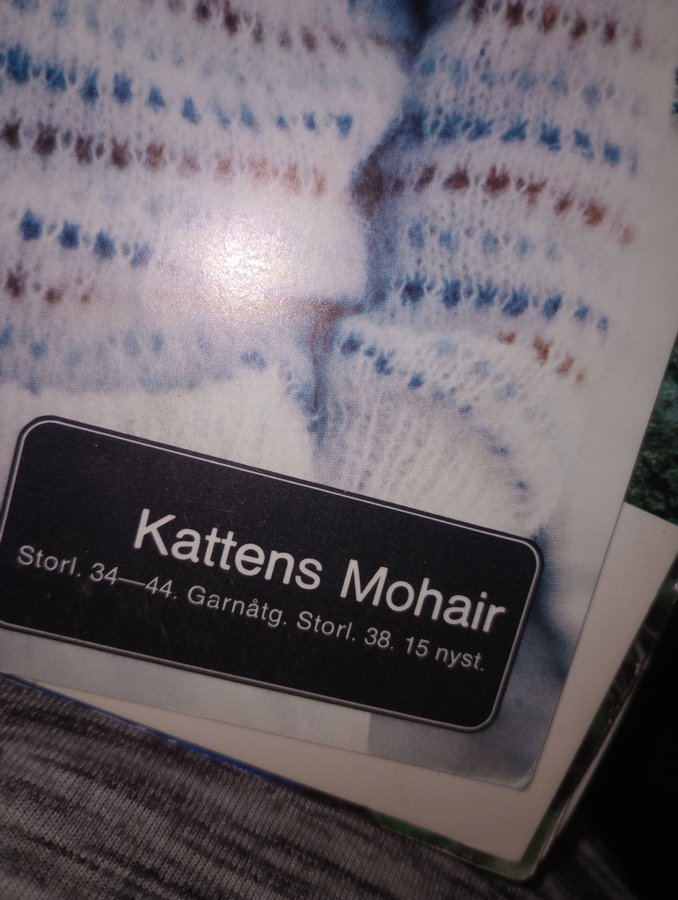 Kattens Mohair
Storl. 34—44. Garnåtg. Storl. 38. 15 nyst.